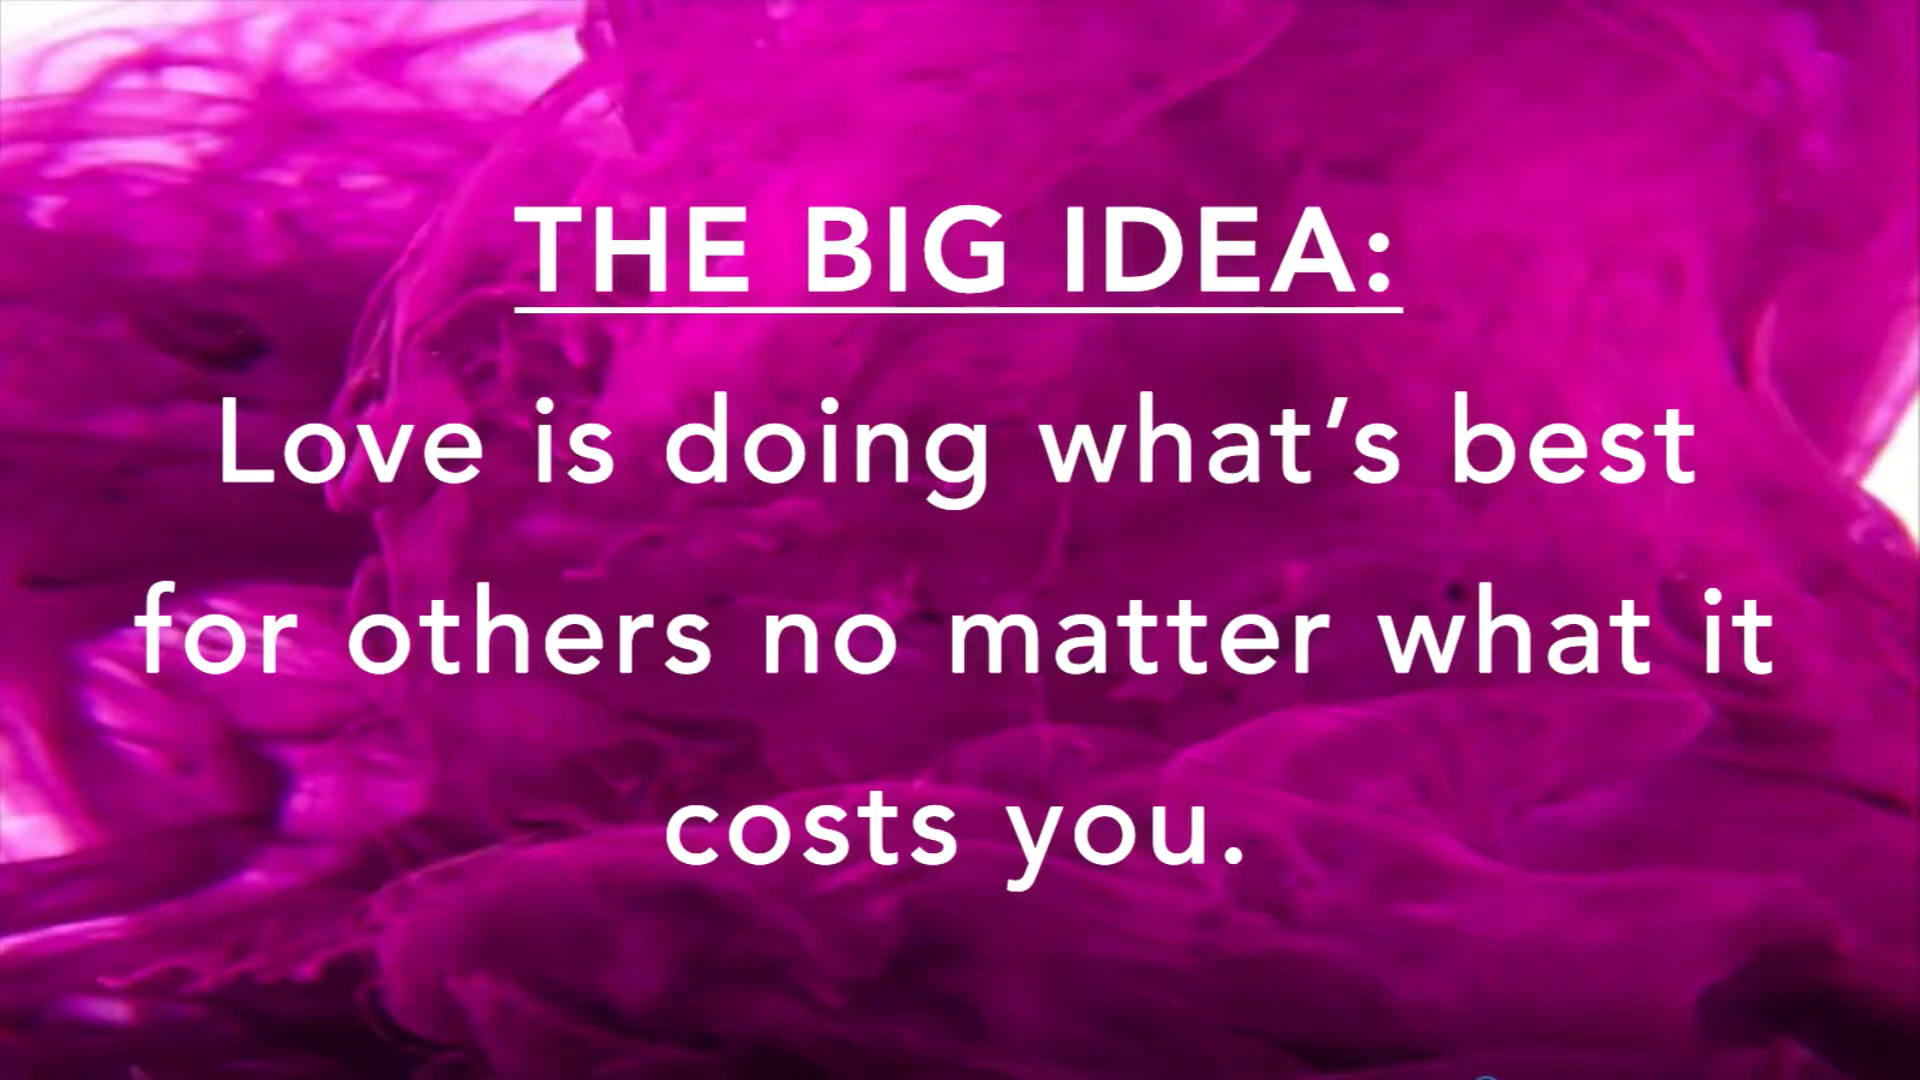 THE BIG IDEA:
Love is doing what’s best
for others no matter what it
costs you.